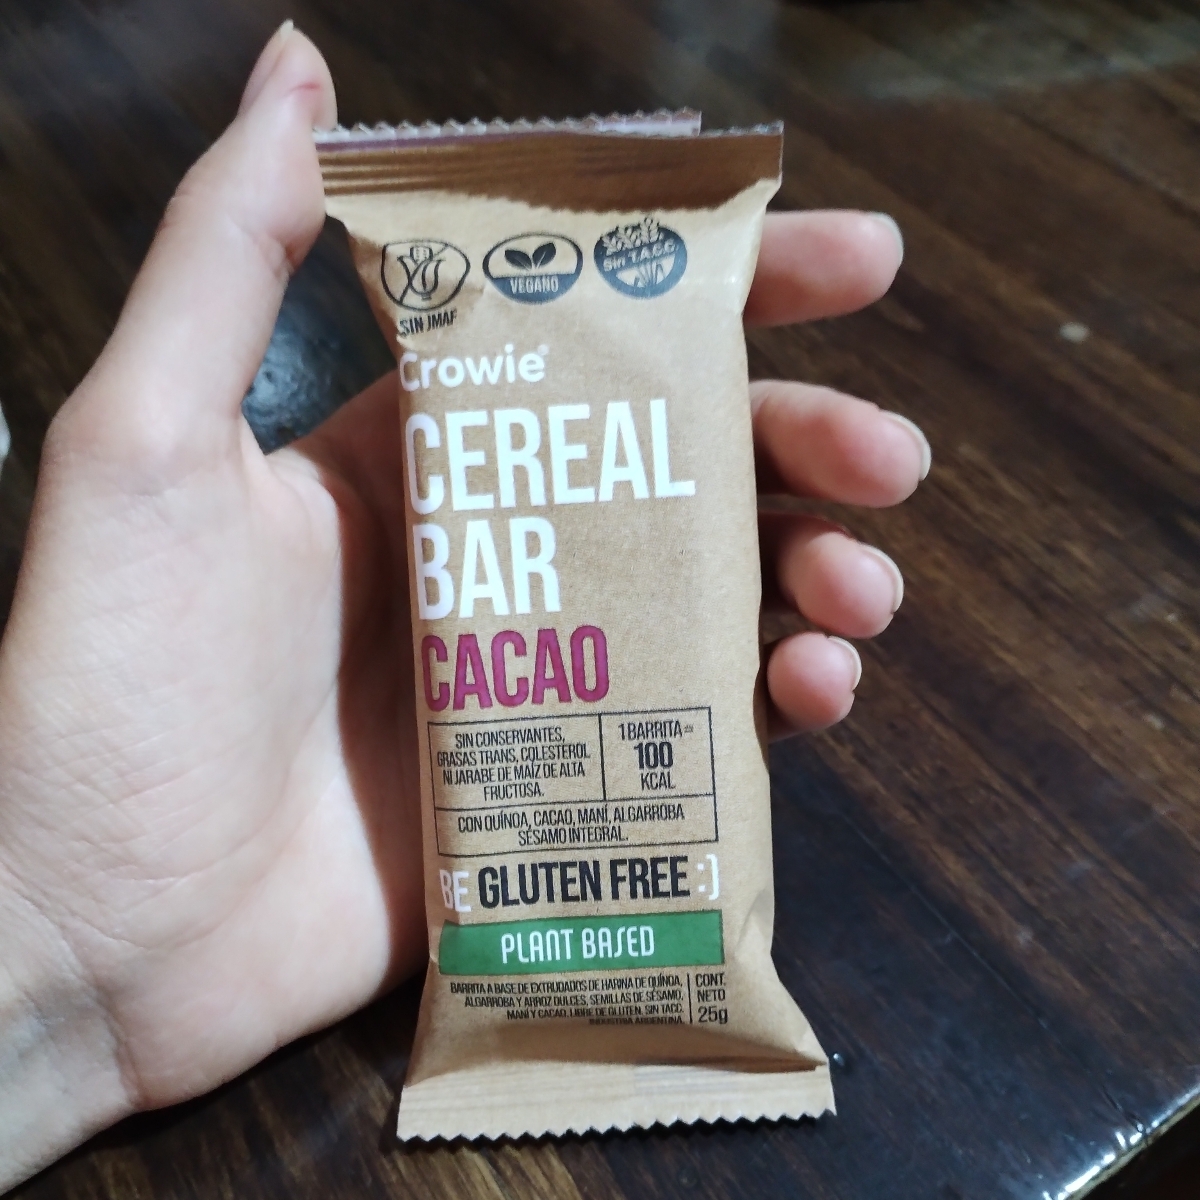 SIN JMAF
VEGANO
Sin T.A.C.C.
Crowie®
CEREAL
BAR
CACAO
SIN CONSERVANTES,
GRASAS TRANS, COLESTEROL
NI JARABE DE MAÍZ DE ALTA
FRUCTOSA.
1 BARRITA =
100
KCAL
CON QUÍNOA, CACAO, MANÍ, ALGARROBA
SÉSAMO INTEGRAL.
BE GLUTEN FREE :)
PLANT BASED
BARRITA A BASE DE EXTRUDADOS DE HARINA DE QUÍNOA,
ALGARROBA Y ARROZ DULCES, SEMILLAS DE SÉSAMO,
MANÍ Y CACAO. LIBRE DE GLUTEN. SIN TACC.
INDUSTRIA ARGENTINA.
CONT.
NETO
25g